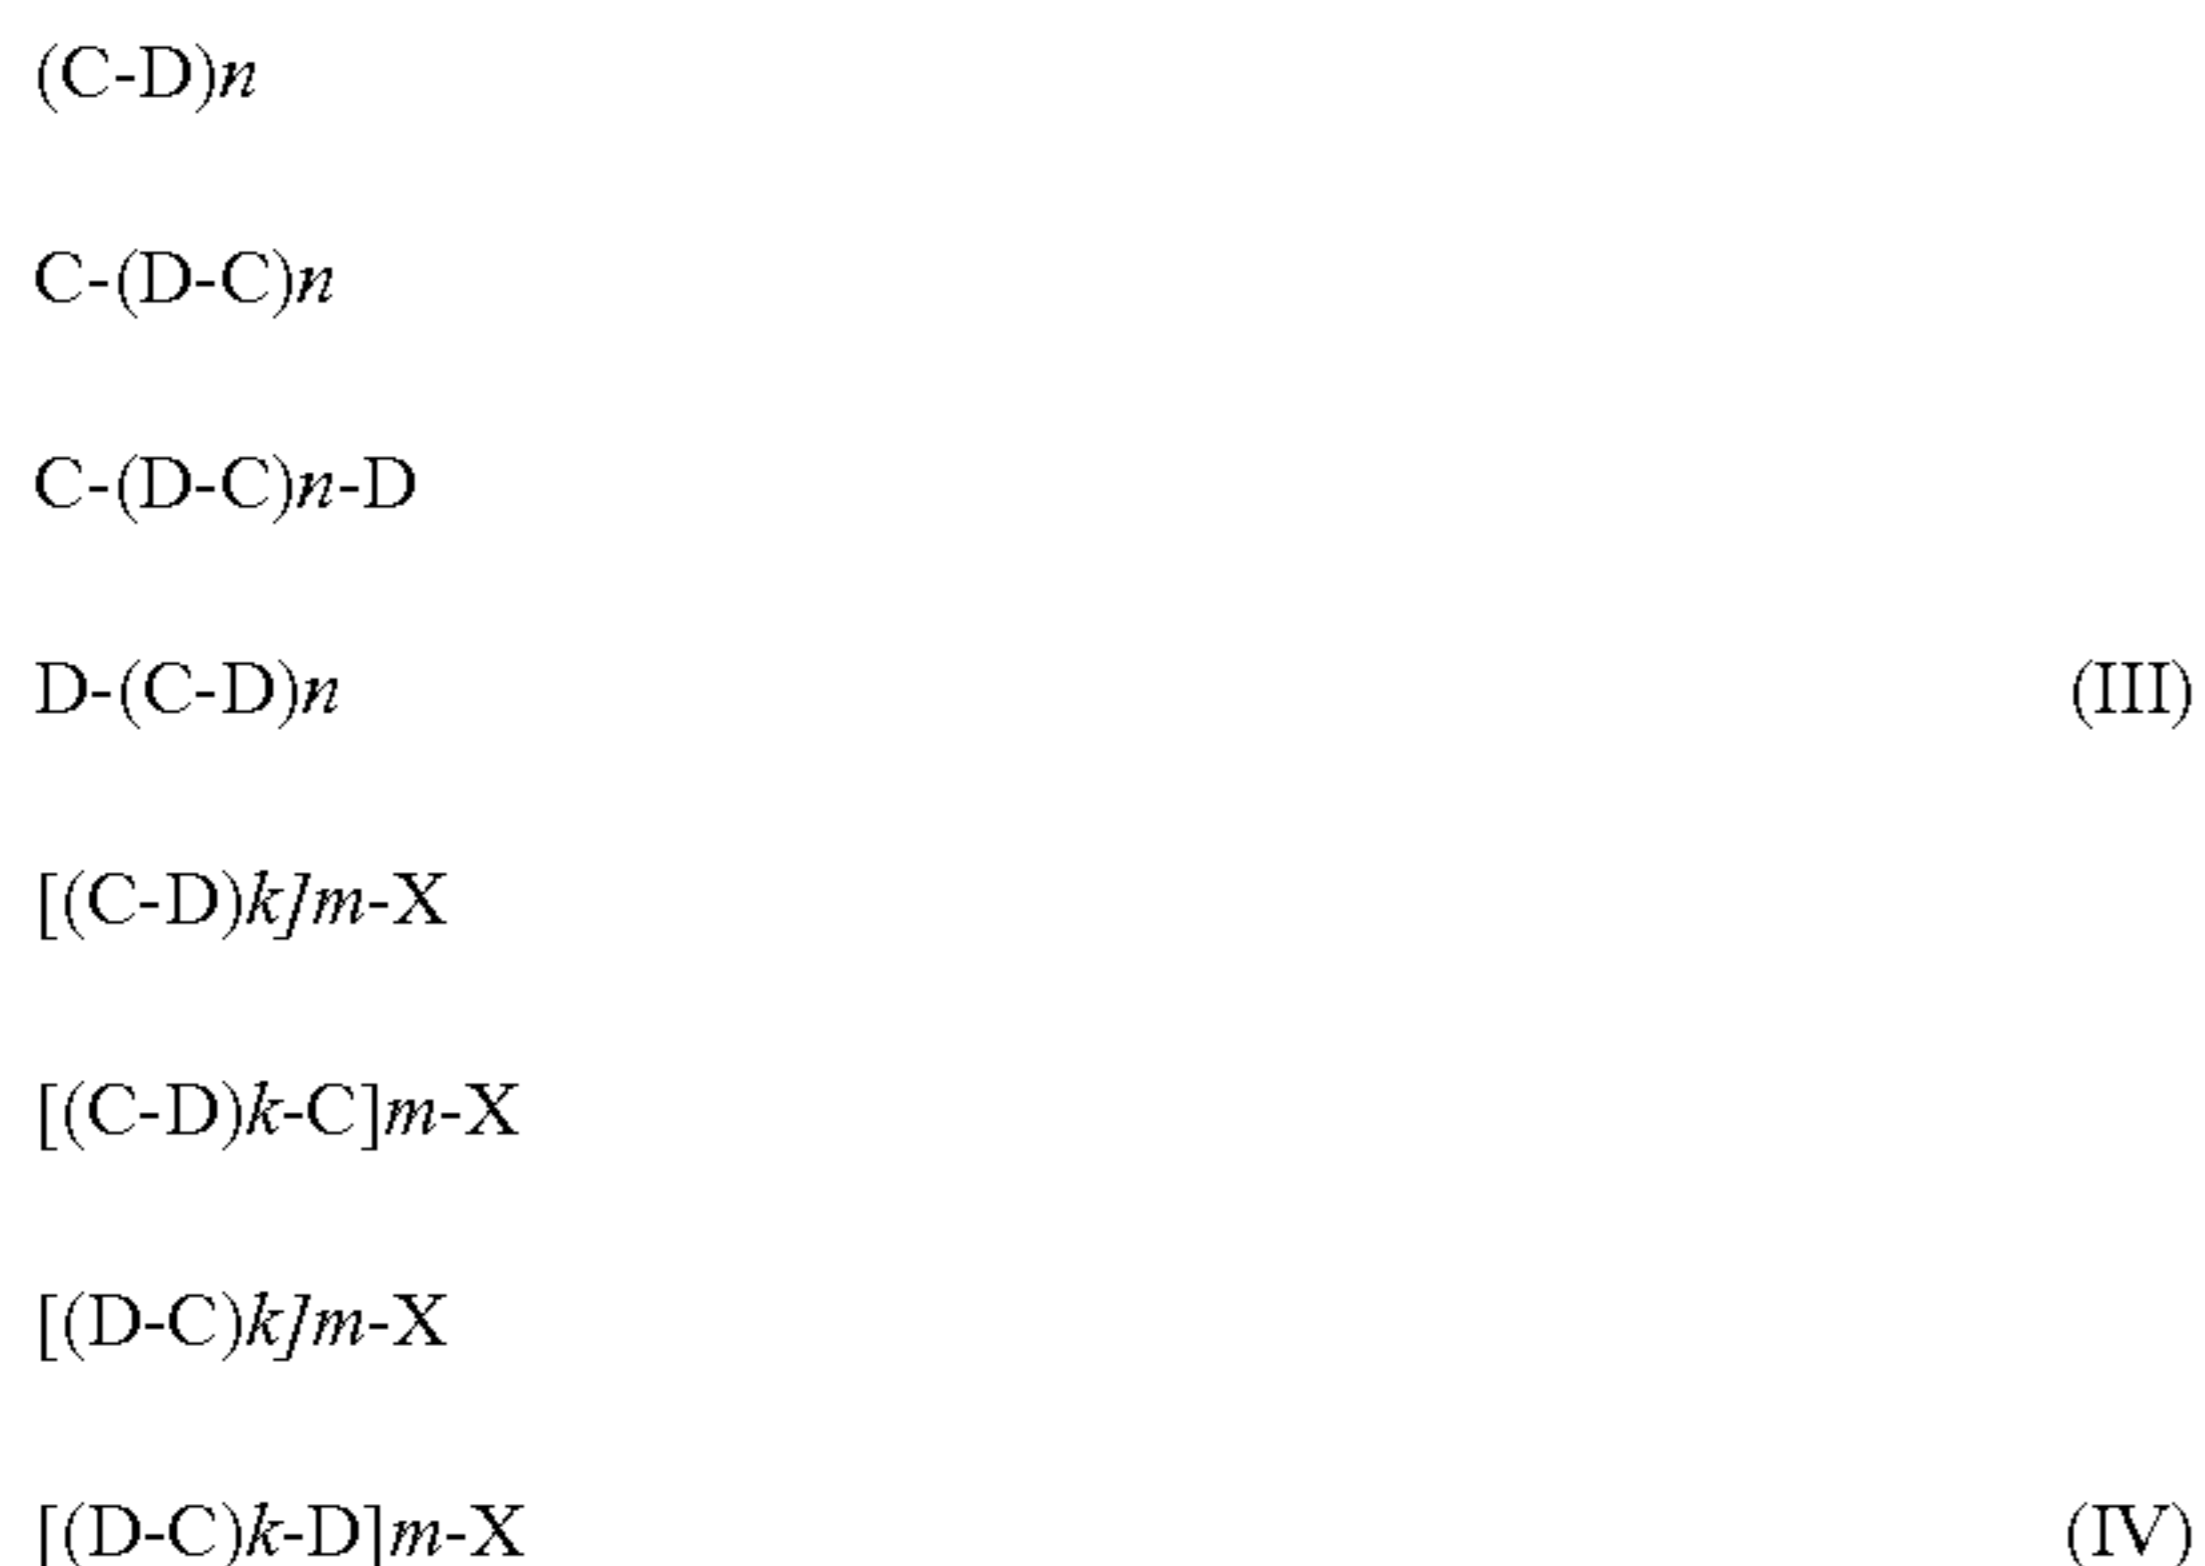 (C-D)n
C-(D-C)n
C-(D-C)n-D
D-(C-D)n (III)
[(C-D)k]m-X
[(C-D)k-C]m-X
[(D-C)k]m-X
[(D-C)k-D]m-X (IV)